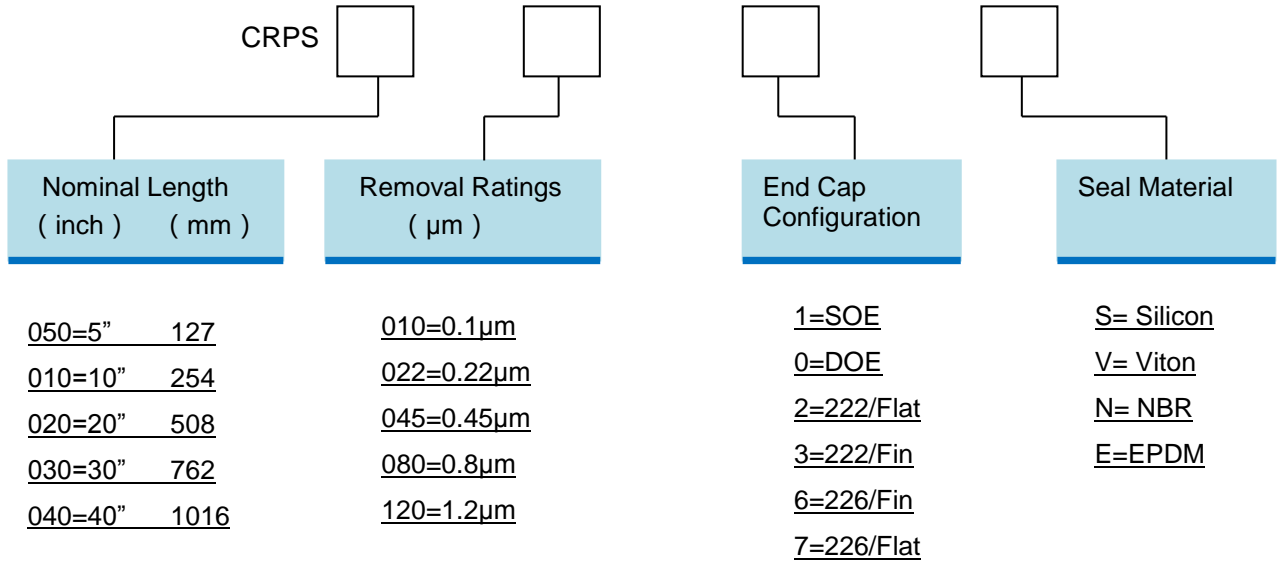 CRPS
Nominal Length
( inch ) ( mm )
Removal Ratings
( μm )
End Cap
Configuration
Seal Material
050=5” 127
010=10” 254
020=20” 508
030=30” 762
040=40” 1016
010=0.1μm
022=0.22μm
045=0.45μm
080=0.8μm
120=1.2μm
1=SOE
0=DOE
2=222/Flat
3=222/Fin
6=226/Fin
7=226/Flat
S= Silicon
V= Viton
N= NBR
E=EPDM